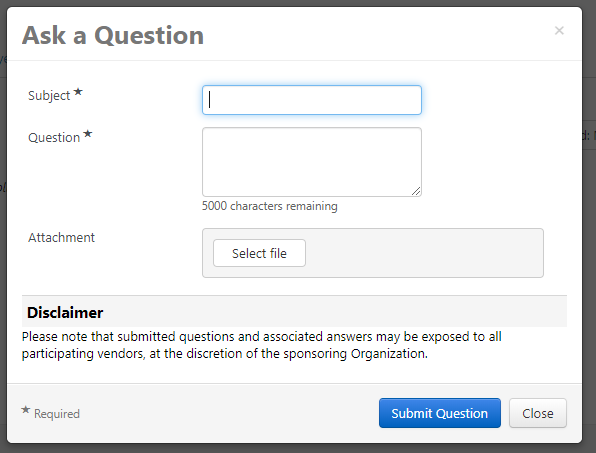 Ask a Question
×
Subject ★
Question ★
5000 characters remaining
Attachment
Select file
Disclaimer
Please note that submitted questions and associated answers may be exposed to all
participating vendors, at the discretion of the sponsoring Organization.
★ Required
Submit Question
Close